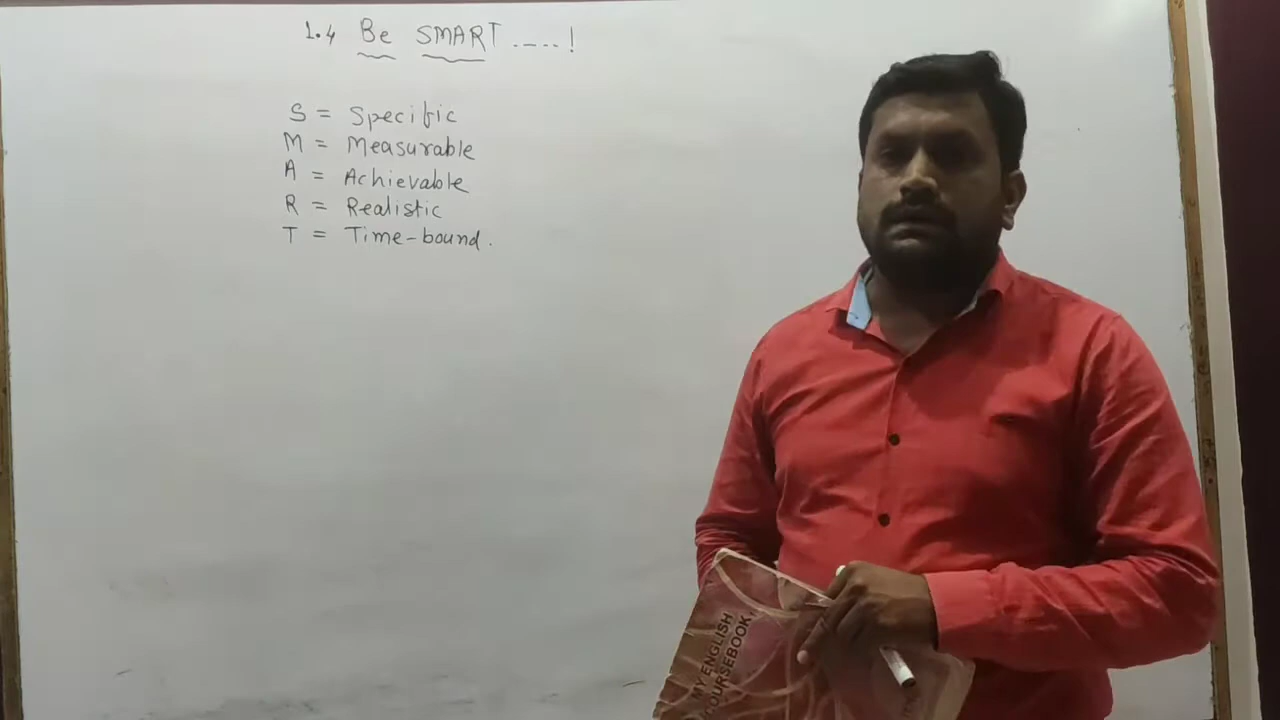 1.4 Be SMART .....!
S = Specific
M = Measurable
A = Achievable
R = Realistic
T = Time-bound.
MY ENGLISH
COURSEBOOK